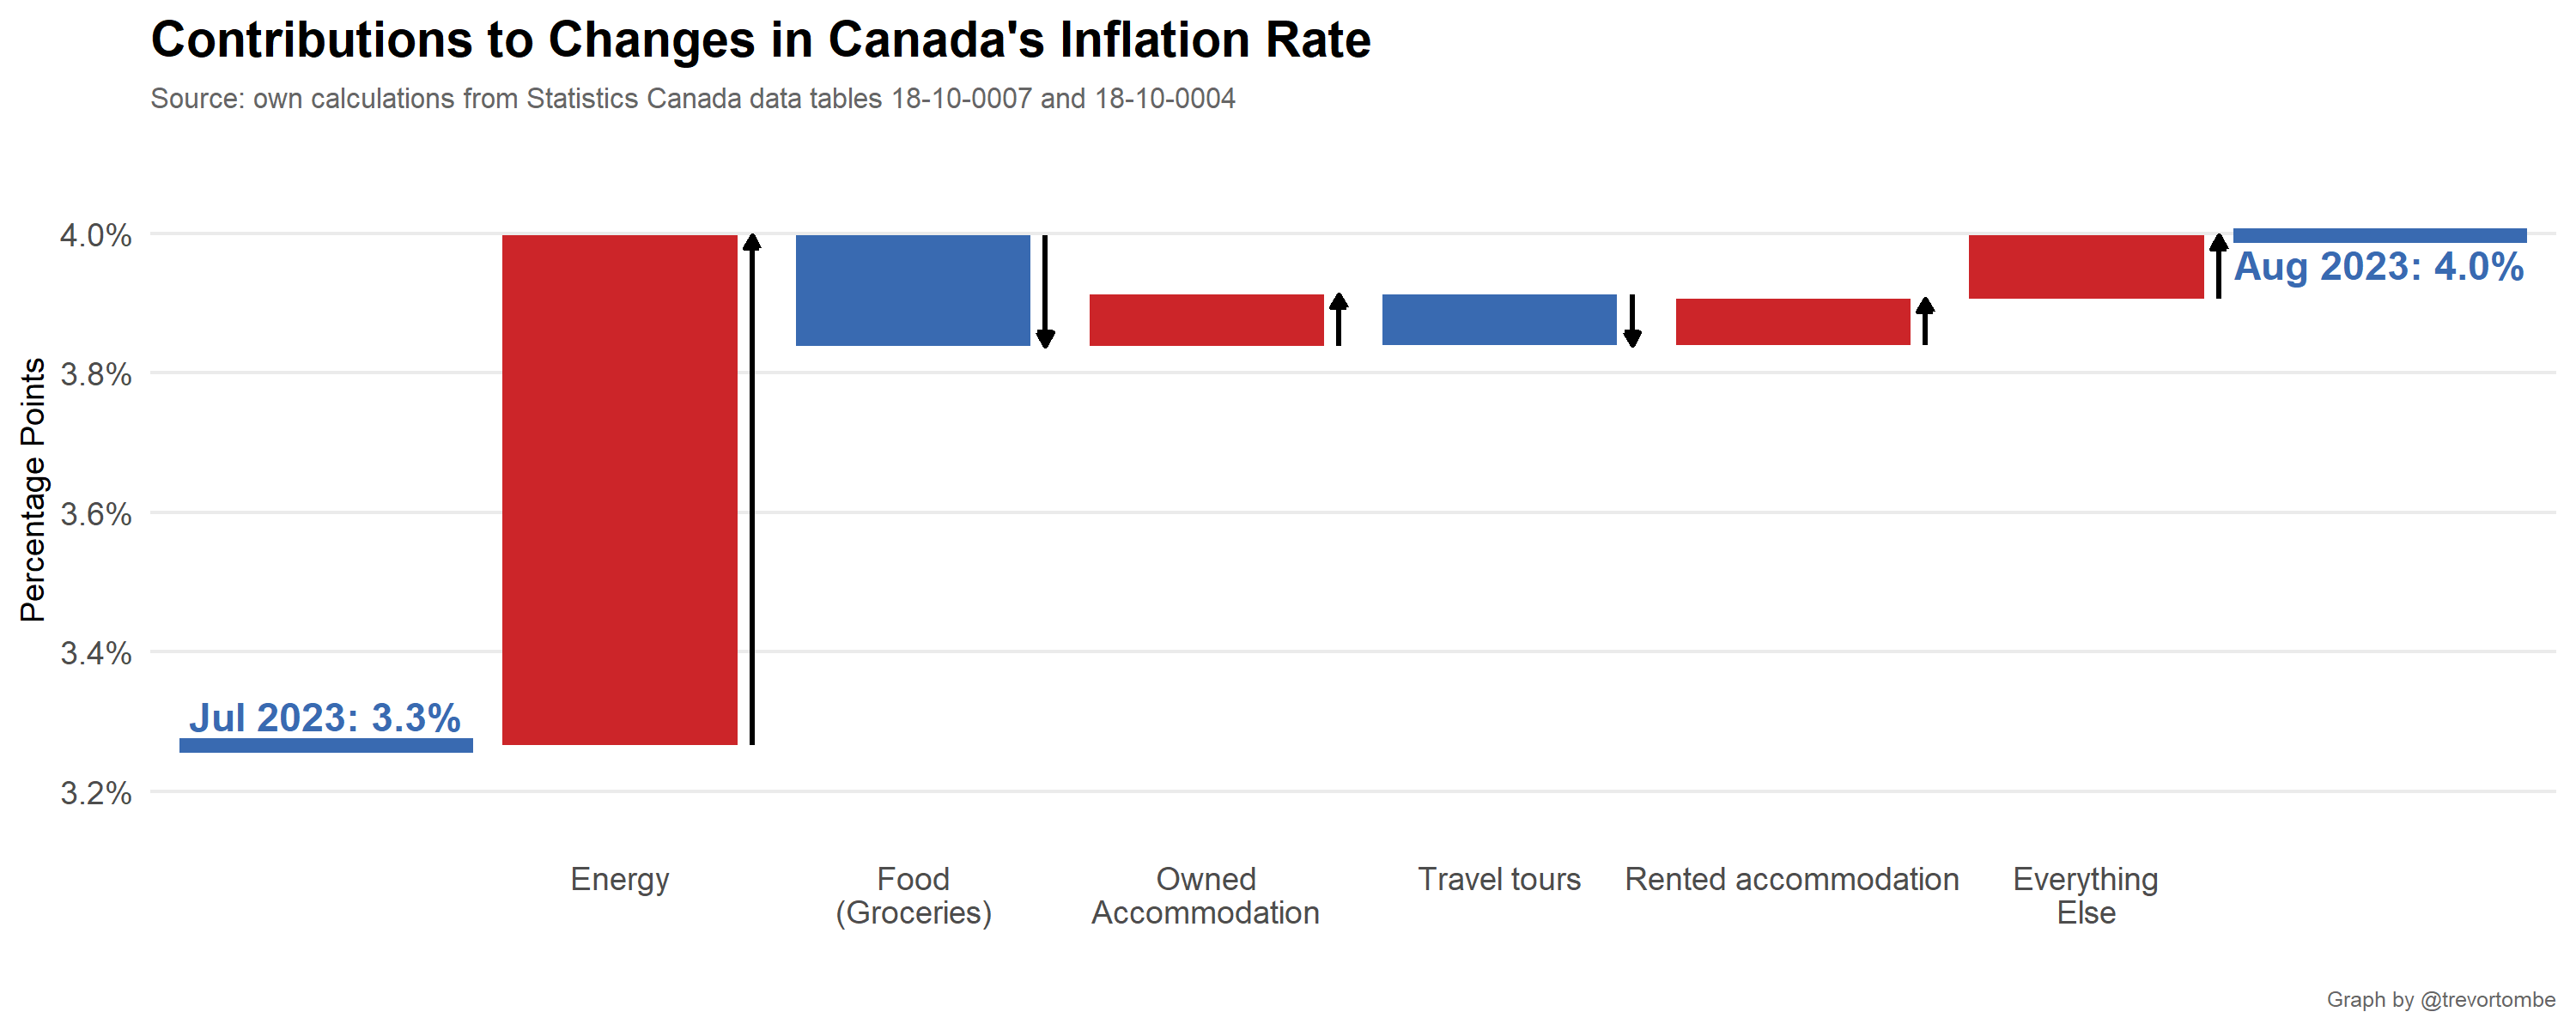 Contributions to Changes in Canada's Inflation Rate
Source: own calculations from Statistics Canada data tables 18-10-0007 and 18-10-0004
Percentage Points
4.0%
3.8%
3.6%
3.4%
3.2%
Jul 2023: 3.3%
Aug 2023: 4.0%
Energy
Food
(Groceries)
Owned
Accommodation
Travel tours
Rented accommodation
Everything
Else
Graph by @trevortombe